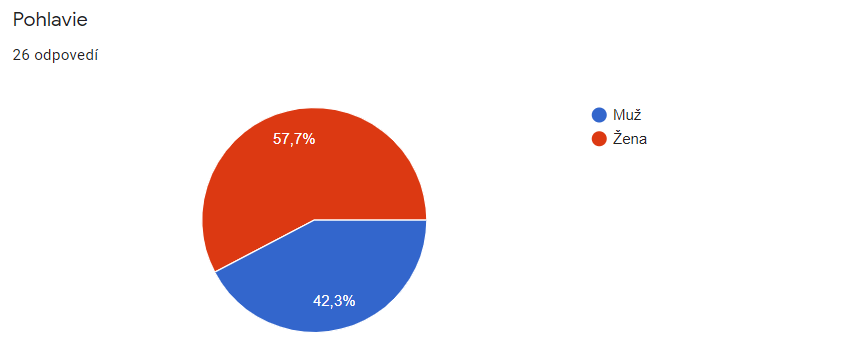 Pohlavie
26 odpovedí
57,7%
42,3%
Muž
Žena